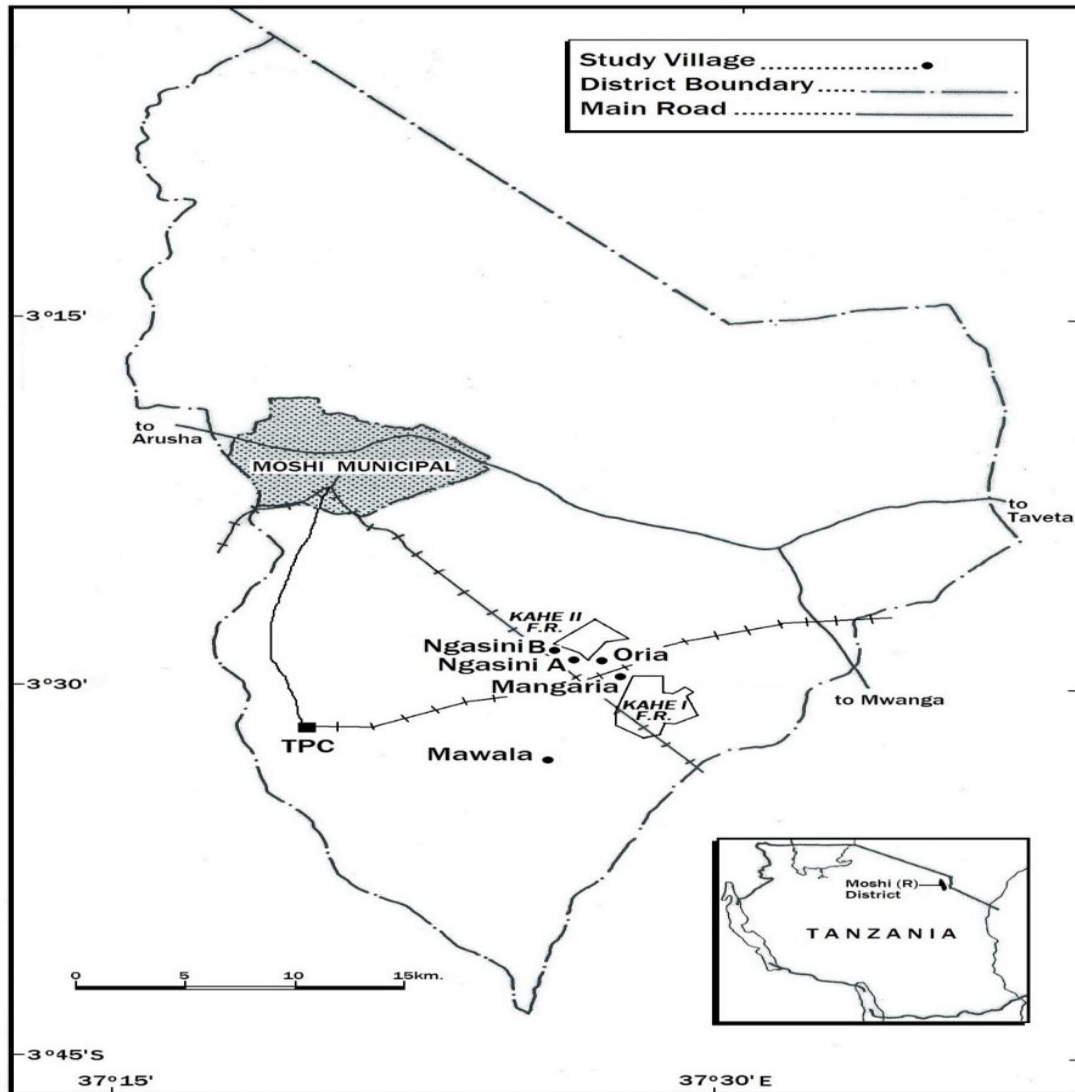 Study Village
District Boundary
Main Road
3°15'
to
Arusha
MOSHI MUNICIPAL
to
Taveta
KAHE II
F.R.
Ngasini B
Oria
Ngasini A
3°30'
Mangaria
KAHE I
F.R.
to Mwanga
TPC
Mawala
Moshi (R)
District
TANZANIA
0 5 10 15km.
3°45'S
37°15' 37°30'E